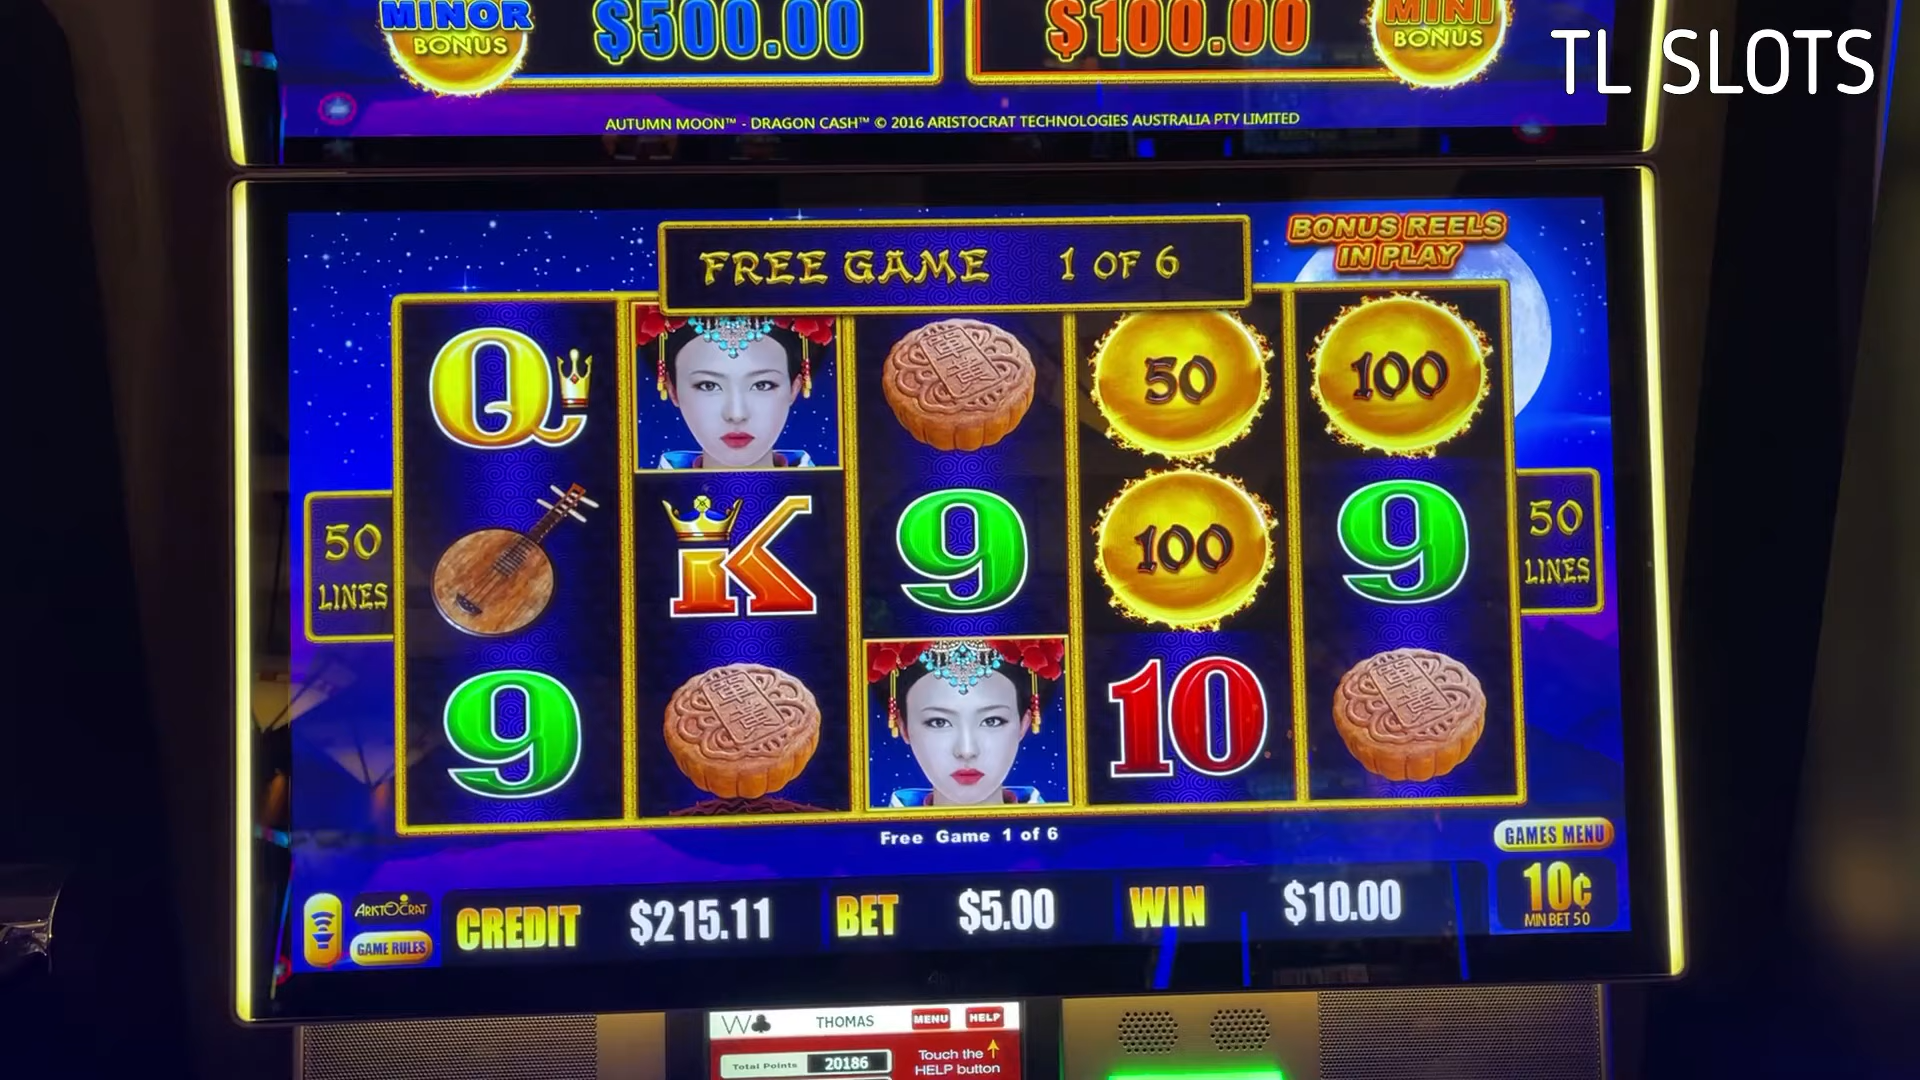 MINOR
BONUS
$500.00
$100.00
MINI
BONUS
TL SLOTS
AUTUMN MOON™ - DRAGON CASH™ © 2016 ARISTOCRAT TECHNOLOGIES AUSTRALIA PTY LIMITED
FREE GAME 1 OF 6
BONUS REELS
IN PLAY
Q
50
100
50
LINES
K
9
100
9
50
LINES
9
10
Free Game 1 of 6
GAMES MENU
ARISTOCRAT
GAME RULES
CREDIT $215.11 BET $5.00 WIN $10.00
10¢
MIN BET 50
W THOMAS MENU HELP
Total Points 20186
Touch the
HELP button